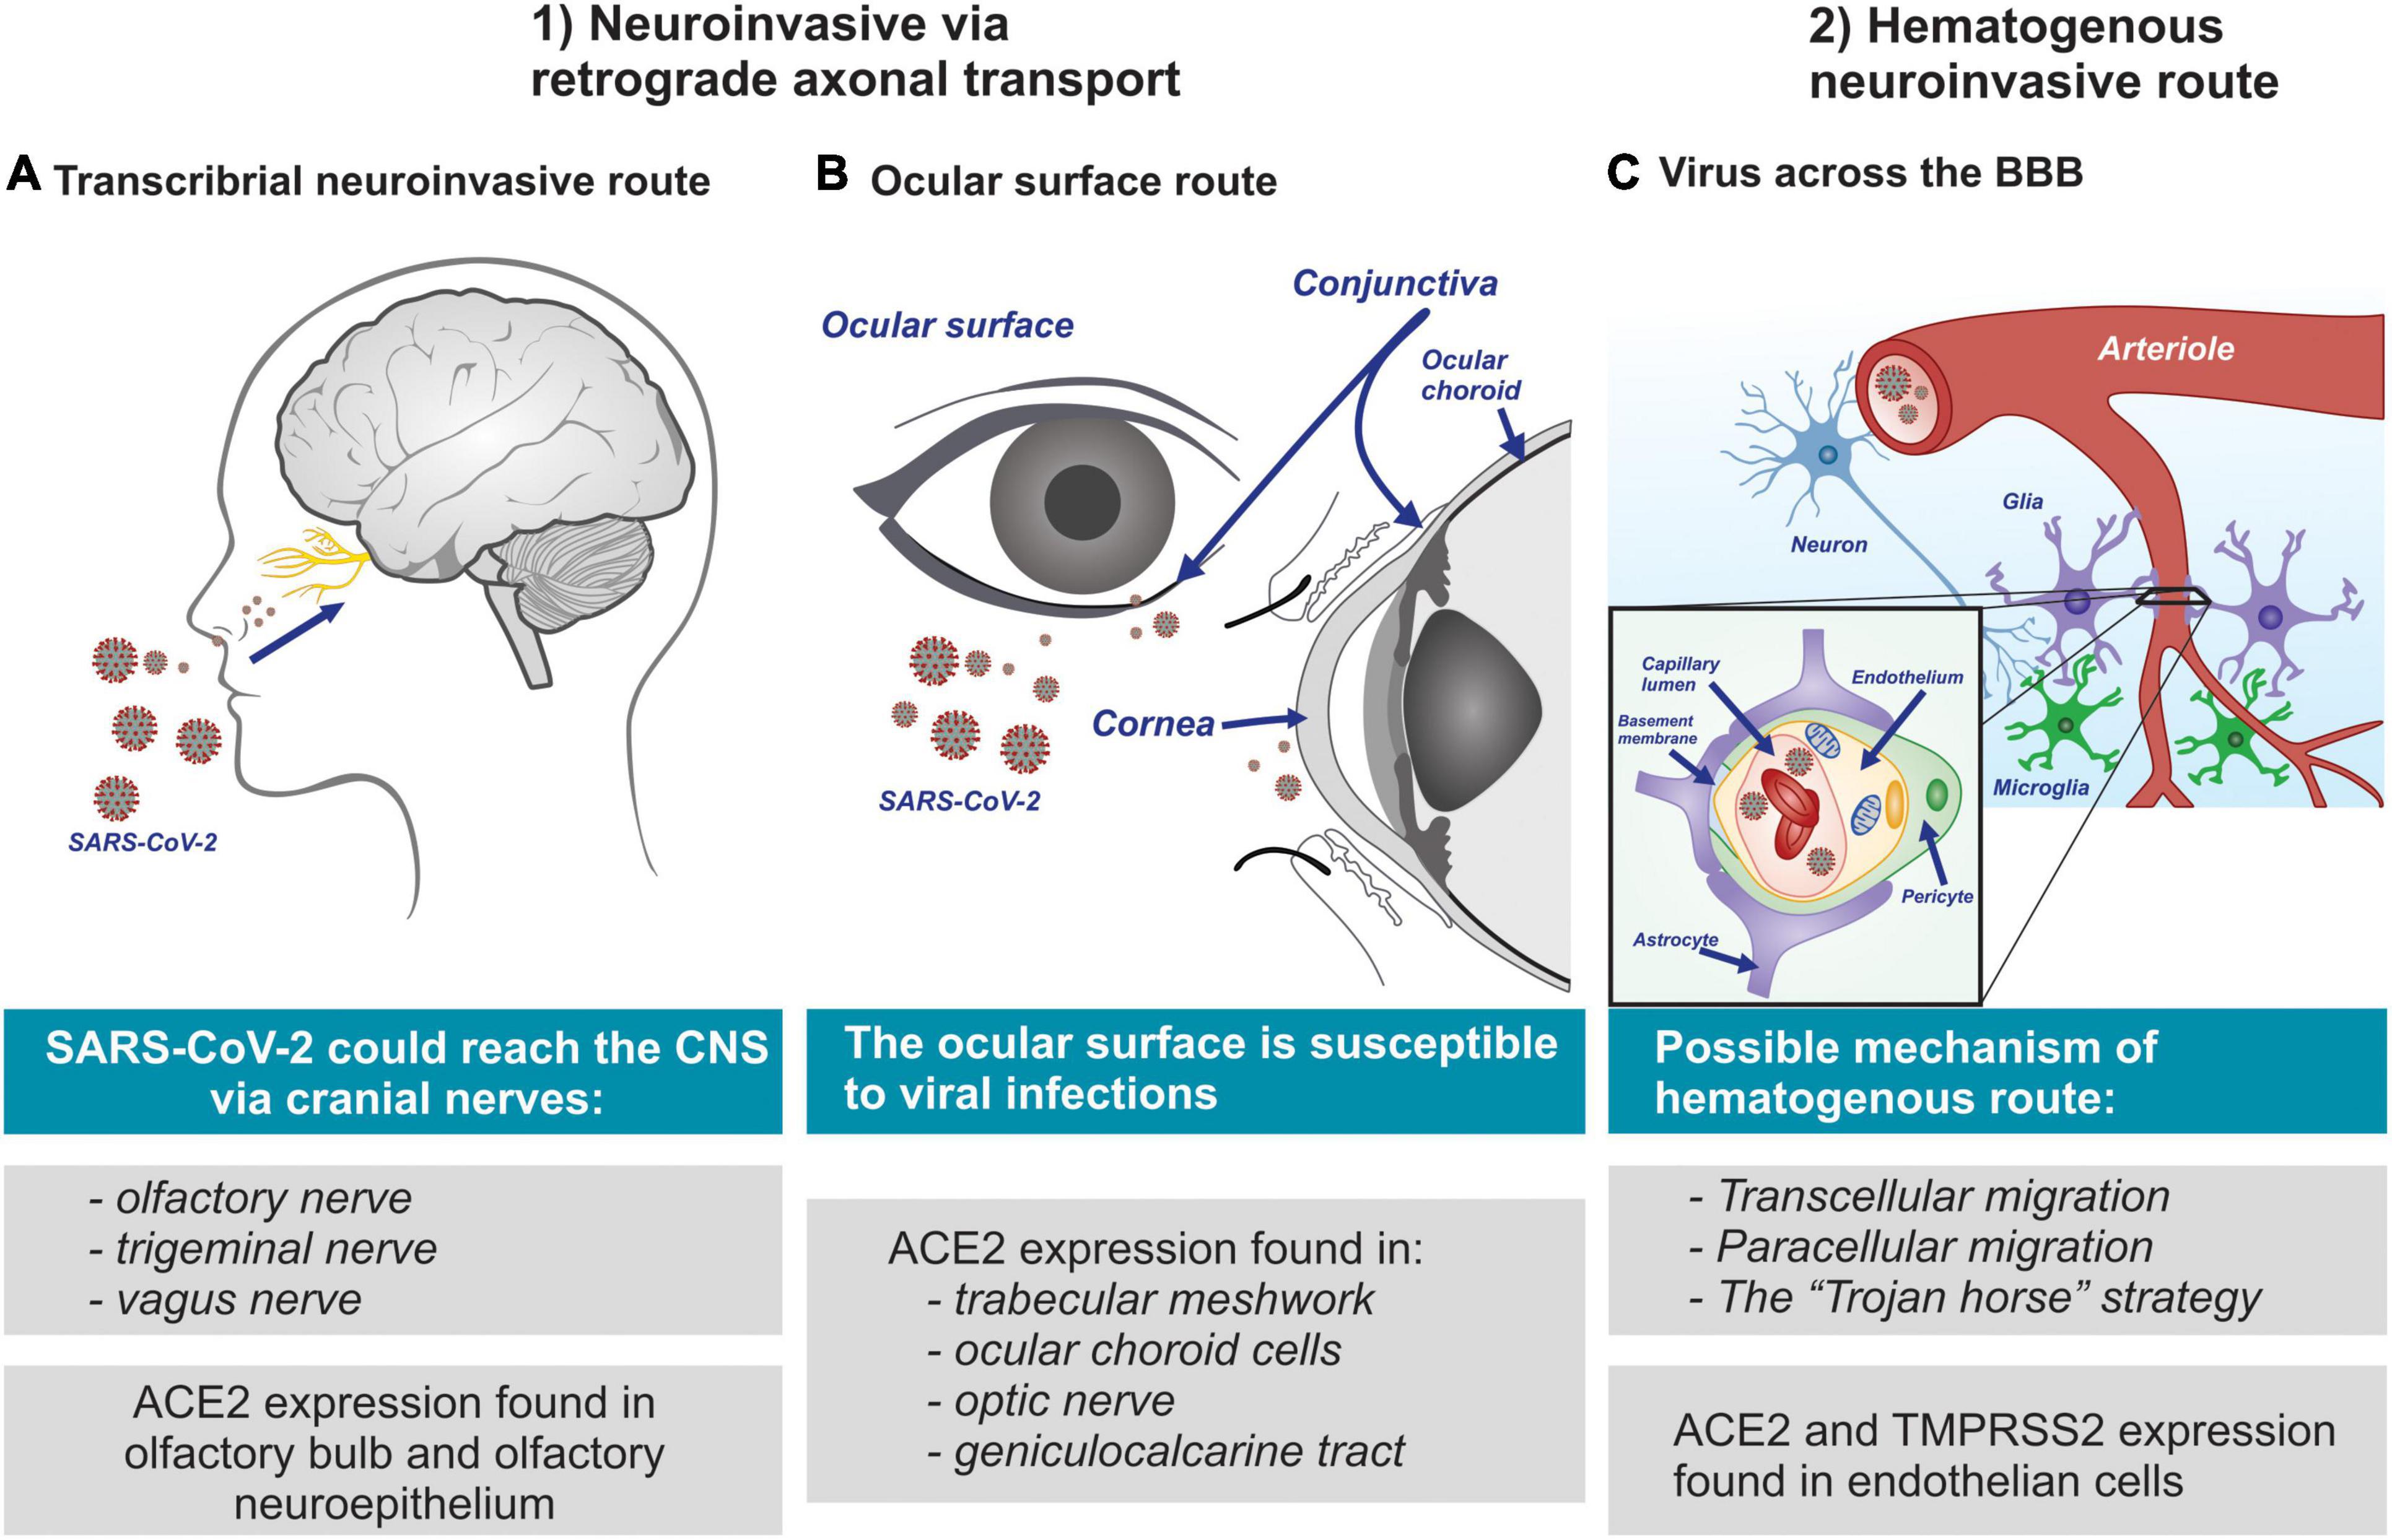 1) Neuroinvasive via
retrograde axonal transport
2) Hematogenous
neuroinvasive route
A Transcribrial neuroinvasive route
SARS-CoV-2
B Ocular surface route
Ocular surface
Conjunctiva
Ocular
choroid
Cornea
SARS-CoV-2
C Virus across the BBB
Arteriole
Glia
Neuron
Microglia
Capillary
lumen
Endothelium
Basement
membrane
Pericyte
Astrocyte
SARS-CoV-2 could reach the CNS
via cranial nerves:
- olfactory nerve
- trigeminal nerve
- vagus nerve
ACE2 expression found in
olfactory bulb and olfactory
neuroepithelium
The ocular surface is susceptible
to viral infections
ACE2 expression found in:
- trabecular meshwork
- ocular choroid cells
- optic nerve
- geniculocalcarine tract
Possible mechanism of
hematogenous route:
- Transcellular migration
- Paracellular migration
- The “Trojan horse” strategy
ACE2 and TMPRSS2 expression
found in endothelian cells